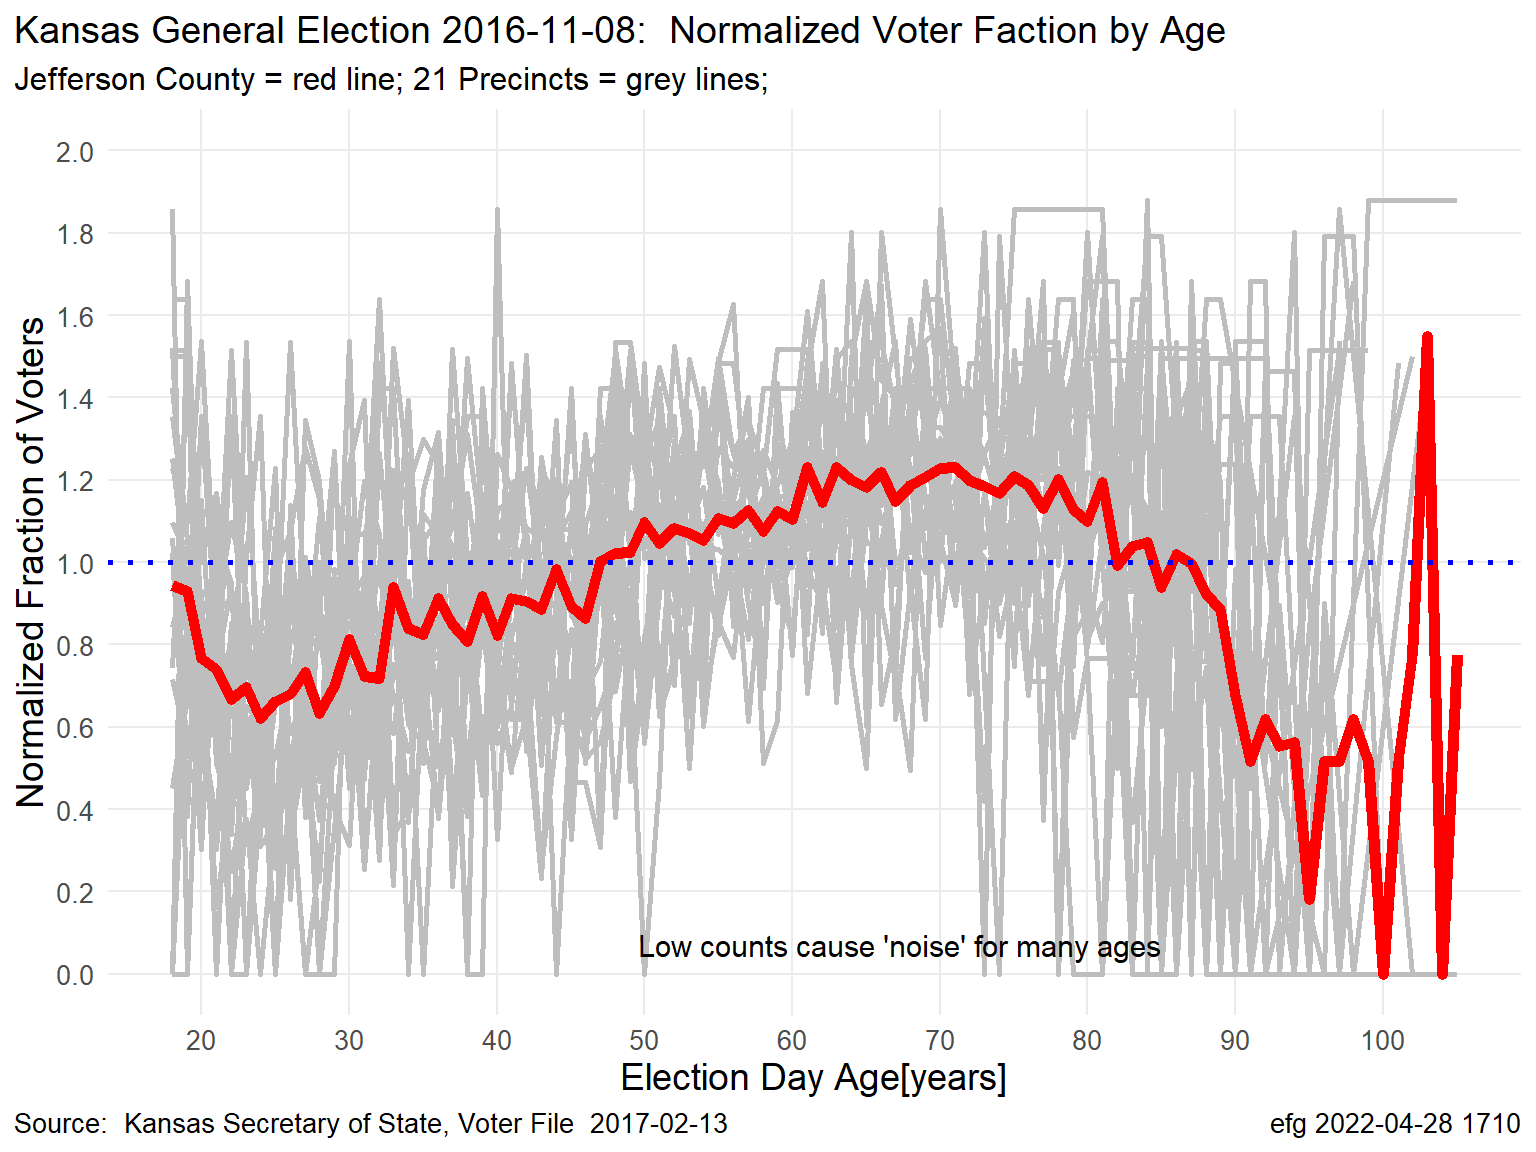 Kansas General Election 2016-11-08:  Normalized Voter Faction by Age
Jefferson County = red line; 21 Precincts = grey lines;
Normalized Fraction of Voters
2.0
1.8
1.6
1.4
1.2
1.0
0.8
0.6
0.4
0.2
0.0
Low counts cause 'noise' for many ages
20 30 40 50 60 70 80 90 100
Election Day Age[years]
Source:  Kansas Secretary of State, Voter File  2017-02-13
efg 2022-04-28 1710